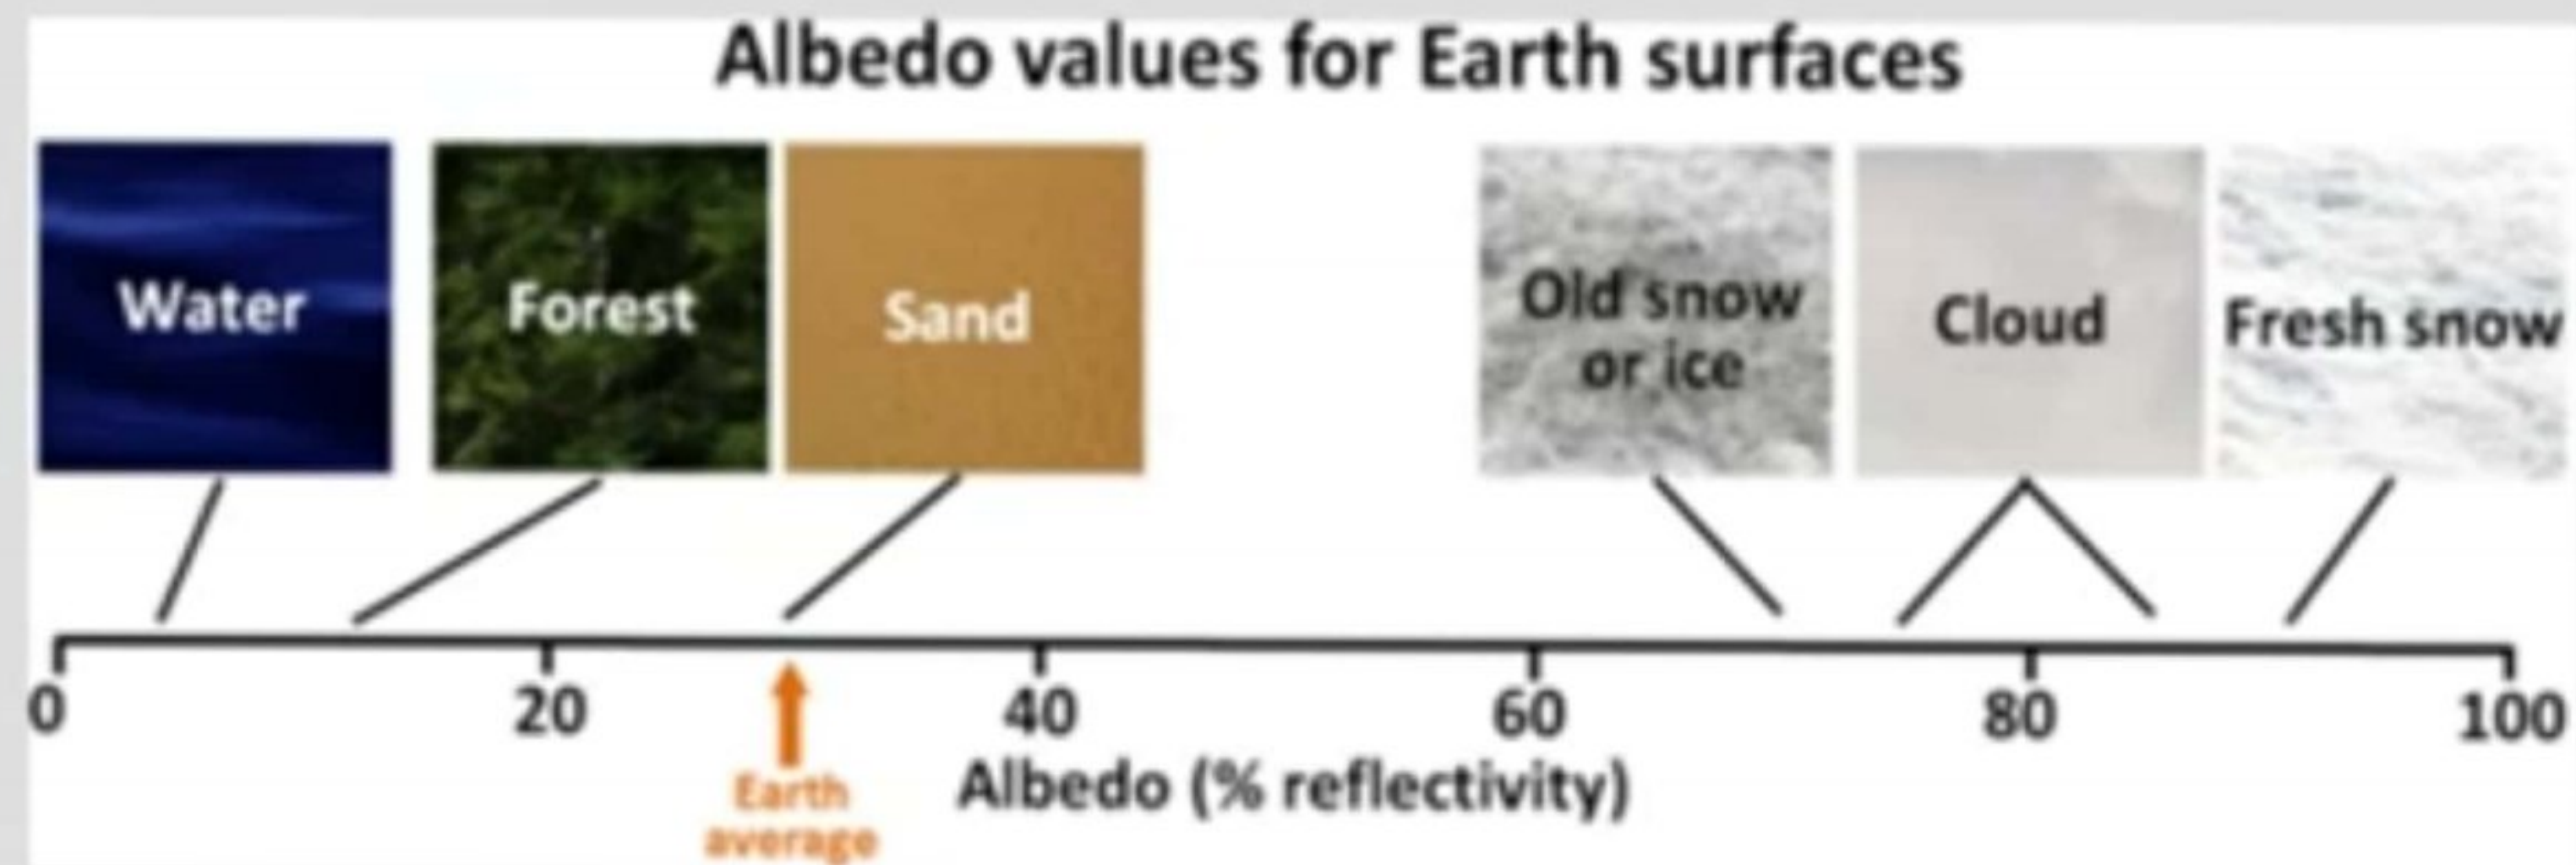 Albedo values for Earth surfaces
Water
Forest
Sand
Old snow
or ice
Cloud
Fresh snow
0
20
40
60
80
100
Earth
average
Albedo (% reflectivity)